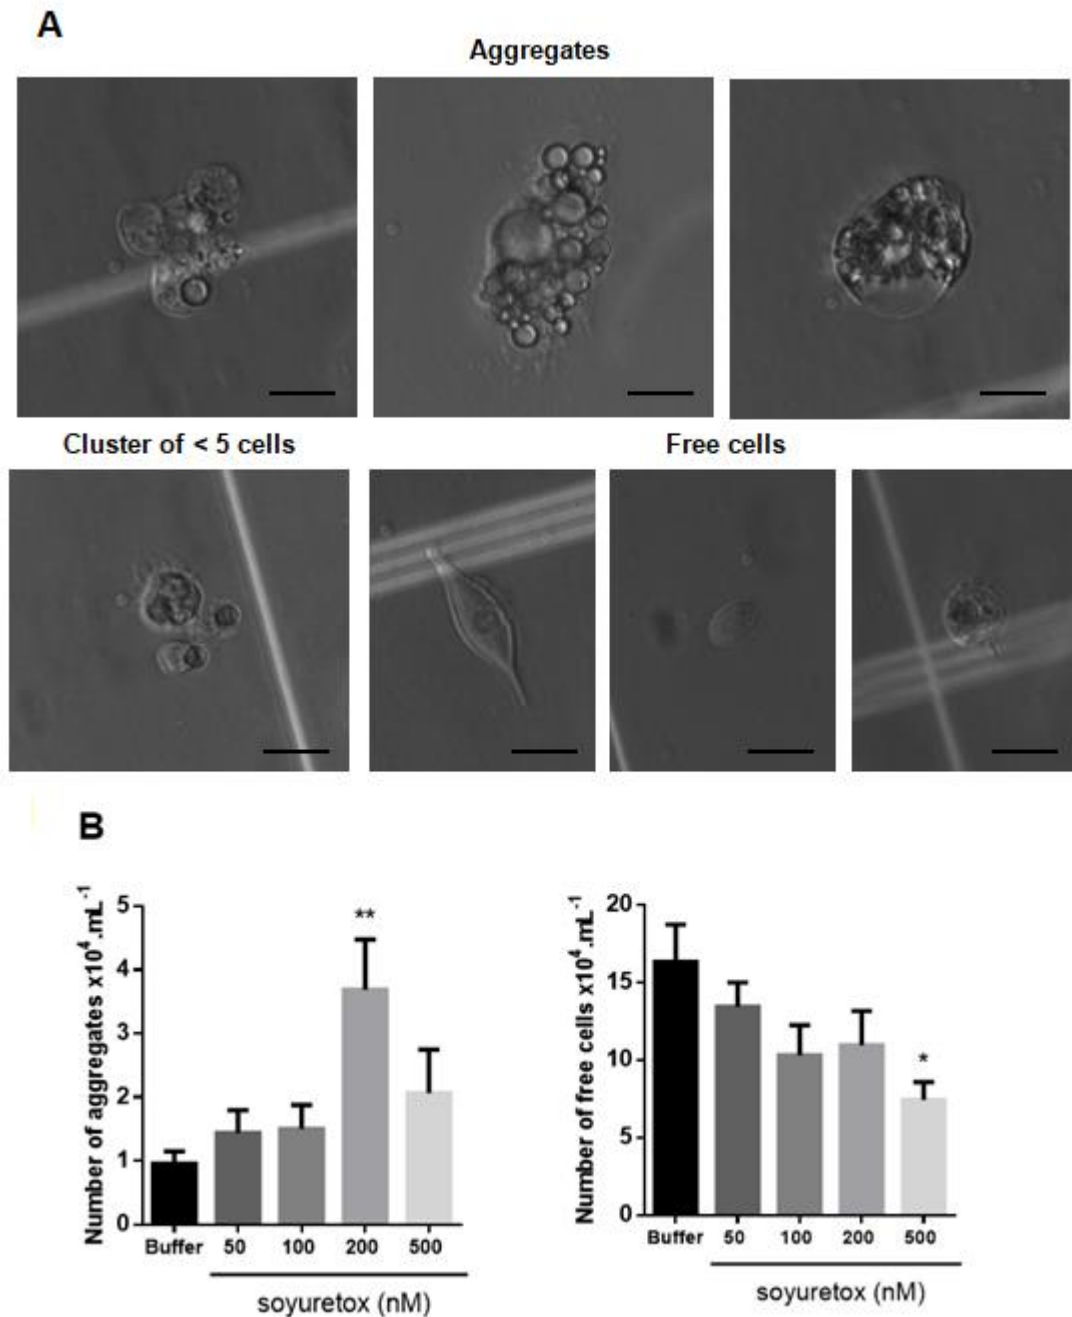 A
Aggregates
Cluster of < 5 cells
Free cells
B
Number of aggregates x10⁴.mL⁻¹
5
4
3
2
1
0
**
Buffer 50 100 200 500
soyuretox (nM)
Number of free cells x10⁴.mL⁻¹
20
15
10
5
0
*
Buffer 50 100 200 500
soyuretox (nM)